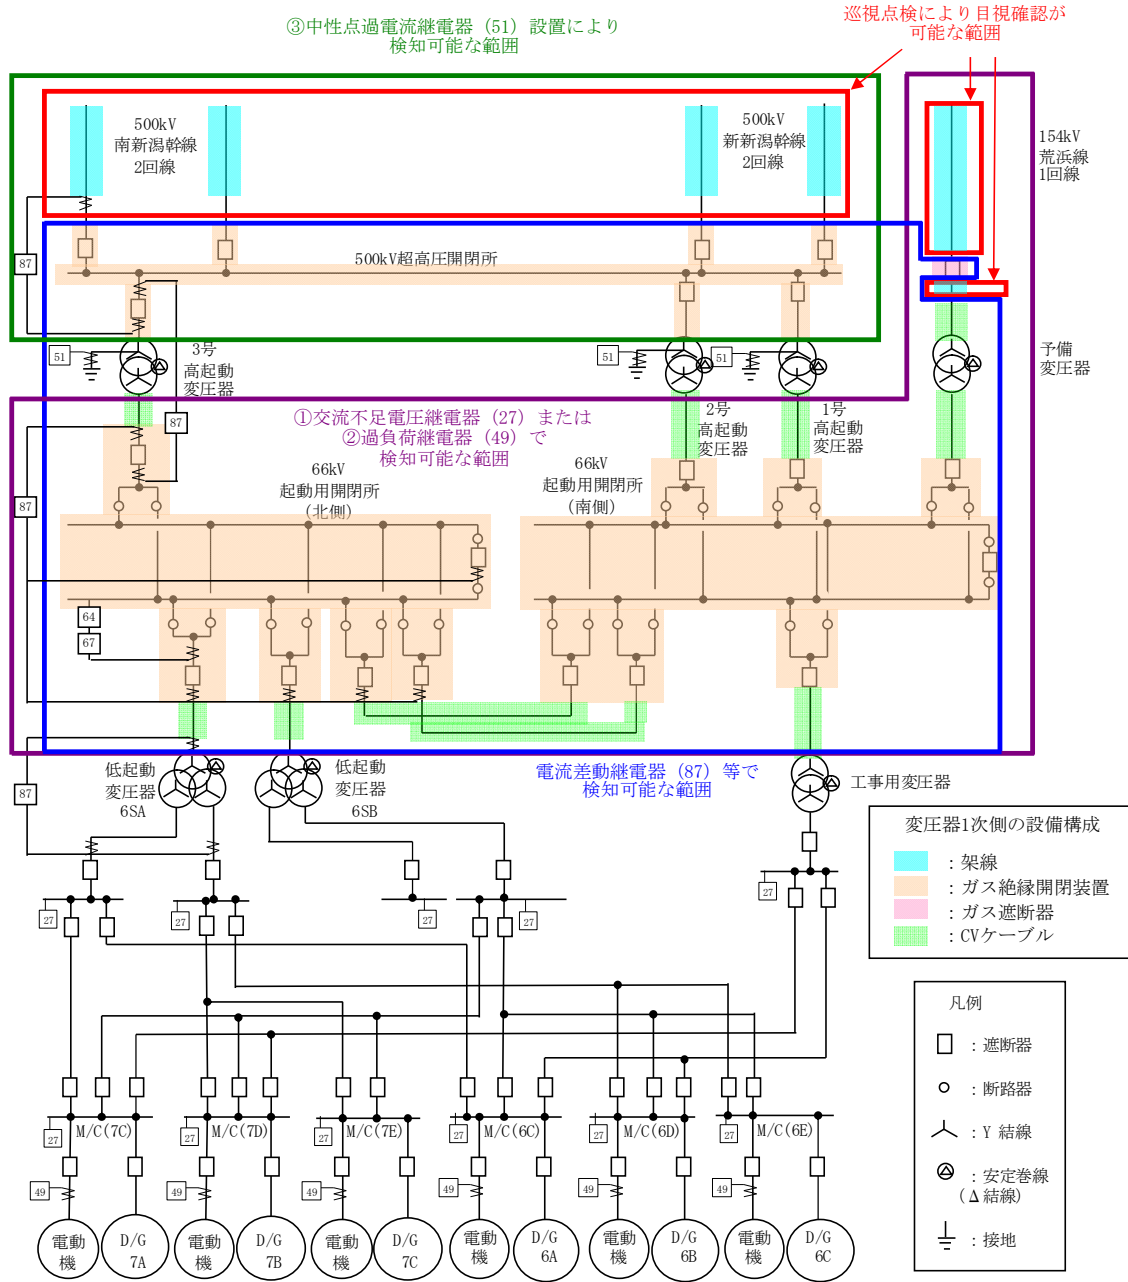 ③中性点過電流継電器（51）設置により
検知可能な範囲
巡視点検により目視確認が
可能な範囲
500kV
南新潟幹線
2回線
500kV
新新潟幹線
2回線
154kV
荒浜線
1回線
87
500kV超高圧開閉所
51
3号
高起動
変圧器
51
51
予備
変圧器
2号
高起動
変圧器
1号
高起動
変圧器
87
①交流不足電圧継電器（27）または
②過負荷継電器（49）で
検知可能な範囲
66kV
起動用開閉所
（北側）
66kV
起動用開閉所
（南側）
87
64
67
87
低起動
変圧器
6SA
低起動
変圧器
6SB
電流差動継電器（87）等で
検知可能な範囲
工事用変圧器
変圧器1次側の設備構成
：架線
：ガス絶縁開閉装置
：ガス遮断器
：CVケーブル
27
27
27
27
27
凡例
：遮断器
：断路器
：Y 結線
：安定巻線
（Δ結線）
：接地
27
M/C(7C)
27
M/C(7D)
27
M/C(7E)
27
M/C(6C)
27
M/C(6D)
27
M/C(6E)
49
49
49
49
49
49
電動
機
D/G
7A
電動
機
D/G
7B
電動
機
D/G
7C
電動
機
D/G
6A
電動
機
D/G
6B
電動
機
D/G
6C